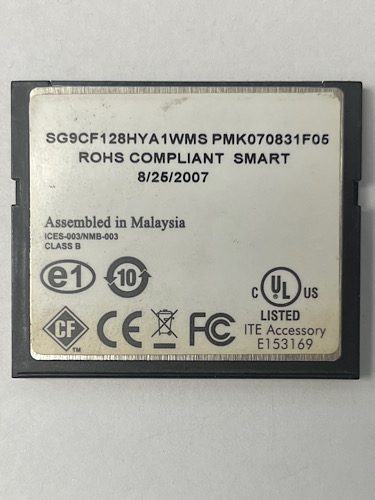 SG9CF128HYA1WMS PMK070831F05
ROHS COMPLIANT SMART
8/25/2007
Assembled in Malaysia
ICES-003/NMB-003
CLASS B
e1 10
C UL US
LISTED
ITE Accessory
E153169
CF TM CE FC